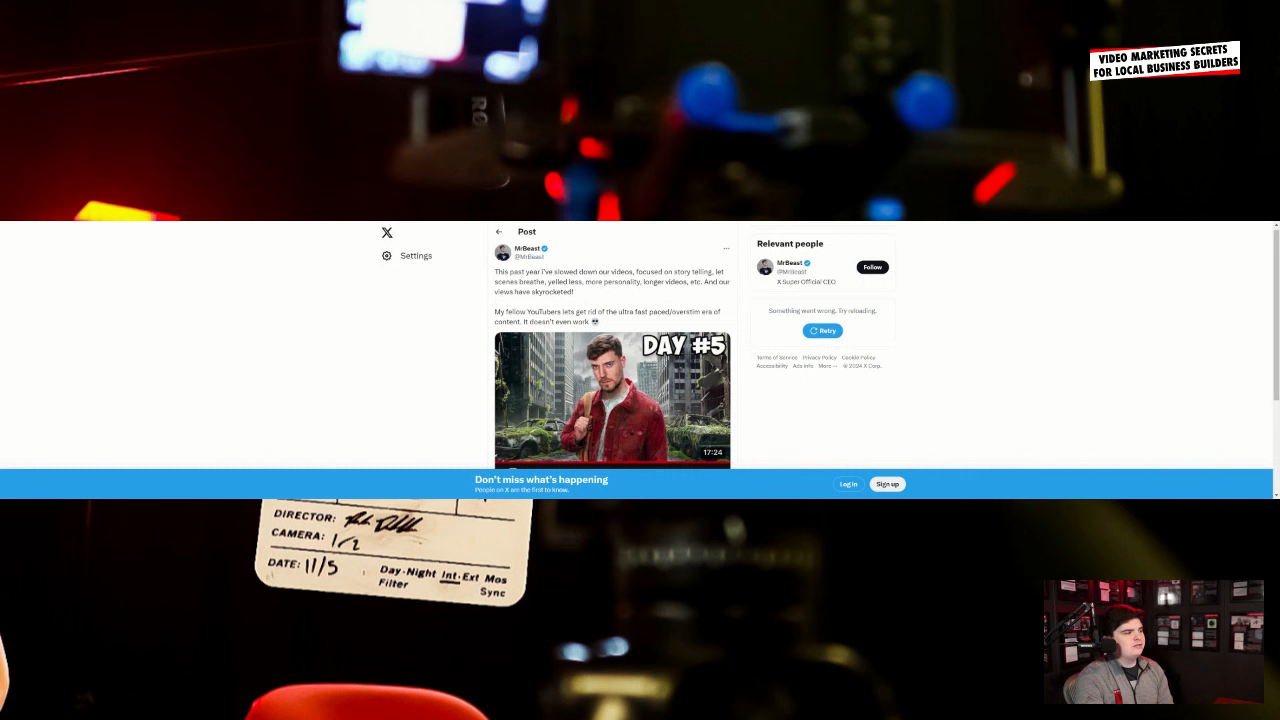 VIDEO MARKETING SECRETS
FOR LOCAL BUSINESS BUILDERS
Settings
Post
MrBeast
@MrBeast
This past year I've slowed down our videos, focused on story telling, let
scenes breathe, yelled less, more personality, longer videos, etc. And our
views have skyrocketed!
My fellow YouTubers lets get rid of the ultra fast paced/overstim era of
content. It doesn't even work 💀
DAY #5
17:24
Relevant people
MrBeast
@MrBeast
Follow
X Super Official CEO
Something went wrong. Try reloading.
Retry
Terms of Service Privacy Policy Cookie Policy
Accessibility Ads info More ··· © 2024 X Corp.
Don't miss what's happening
People on X are the first to know.
Log in
Sign up
DIRECTOR:
CAMERA: 1/2
DATE: 11/5
Day-Night Int·Ext Mos
Filter Sync